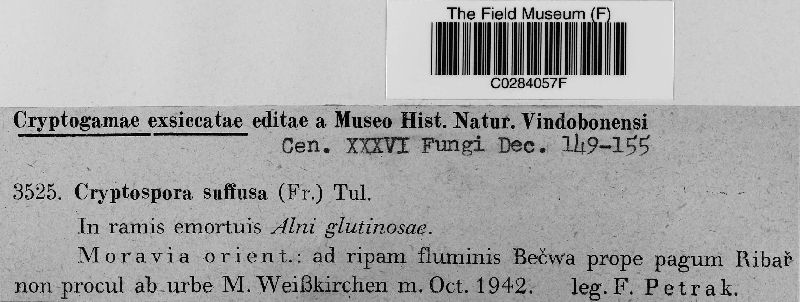 The Field Museum (F)
C0284057F
Cryptogamae exsiccatae editae a Museo Hist. Natur. Vindobonensi
Cen. XXXVI Fungi Dec. 149-155
3525. Cryptospora suffusa (Fr.) Tul.
In ramis emortuis Alni glutinosae.
Moravia orient.: ad ripam fluminis Bečwa prope pagum Ribař
non procul ab urbe M. Weißkirchen m. Oct. 1942. leg. F. Petrak.